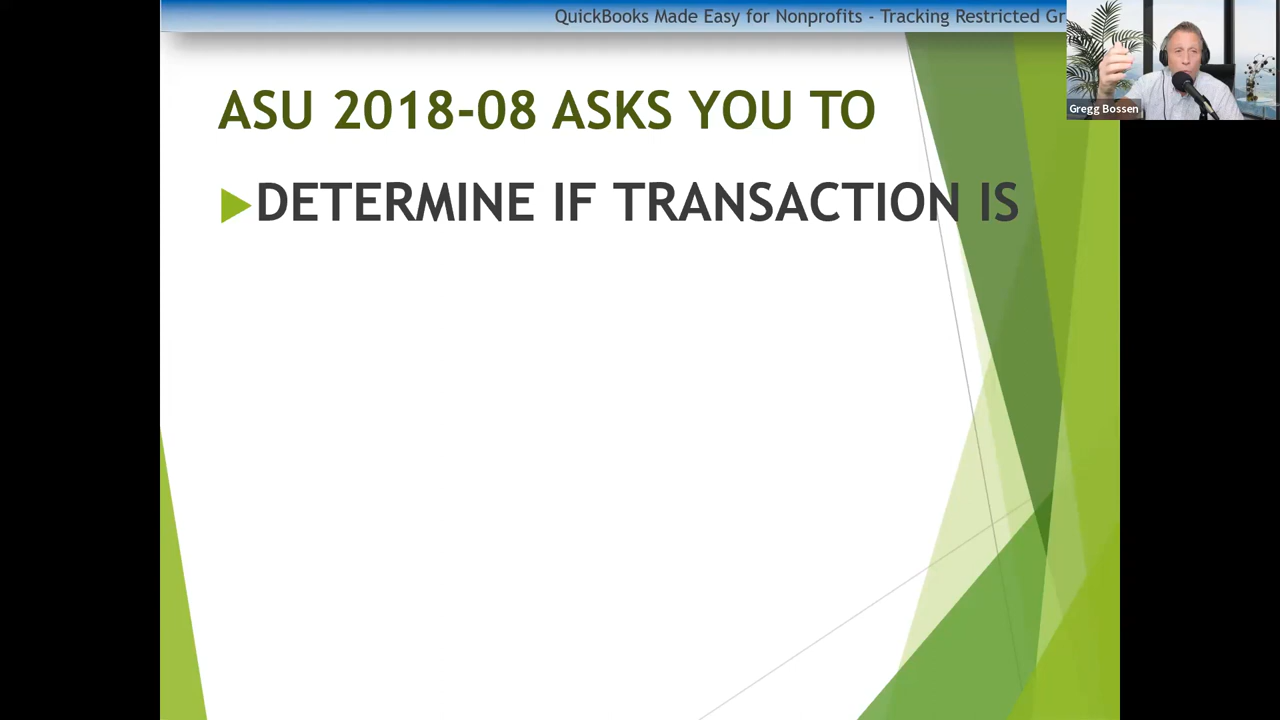 QuickBooks Made Easy for Nonprofits - Tracking Restricted Gr
Gregg Bossen
ASU 2018-08 ASKS YOU TO
DETERMINE IF TRANSACTION IS